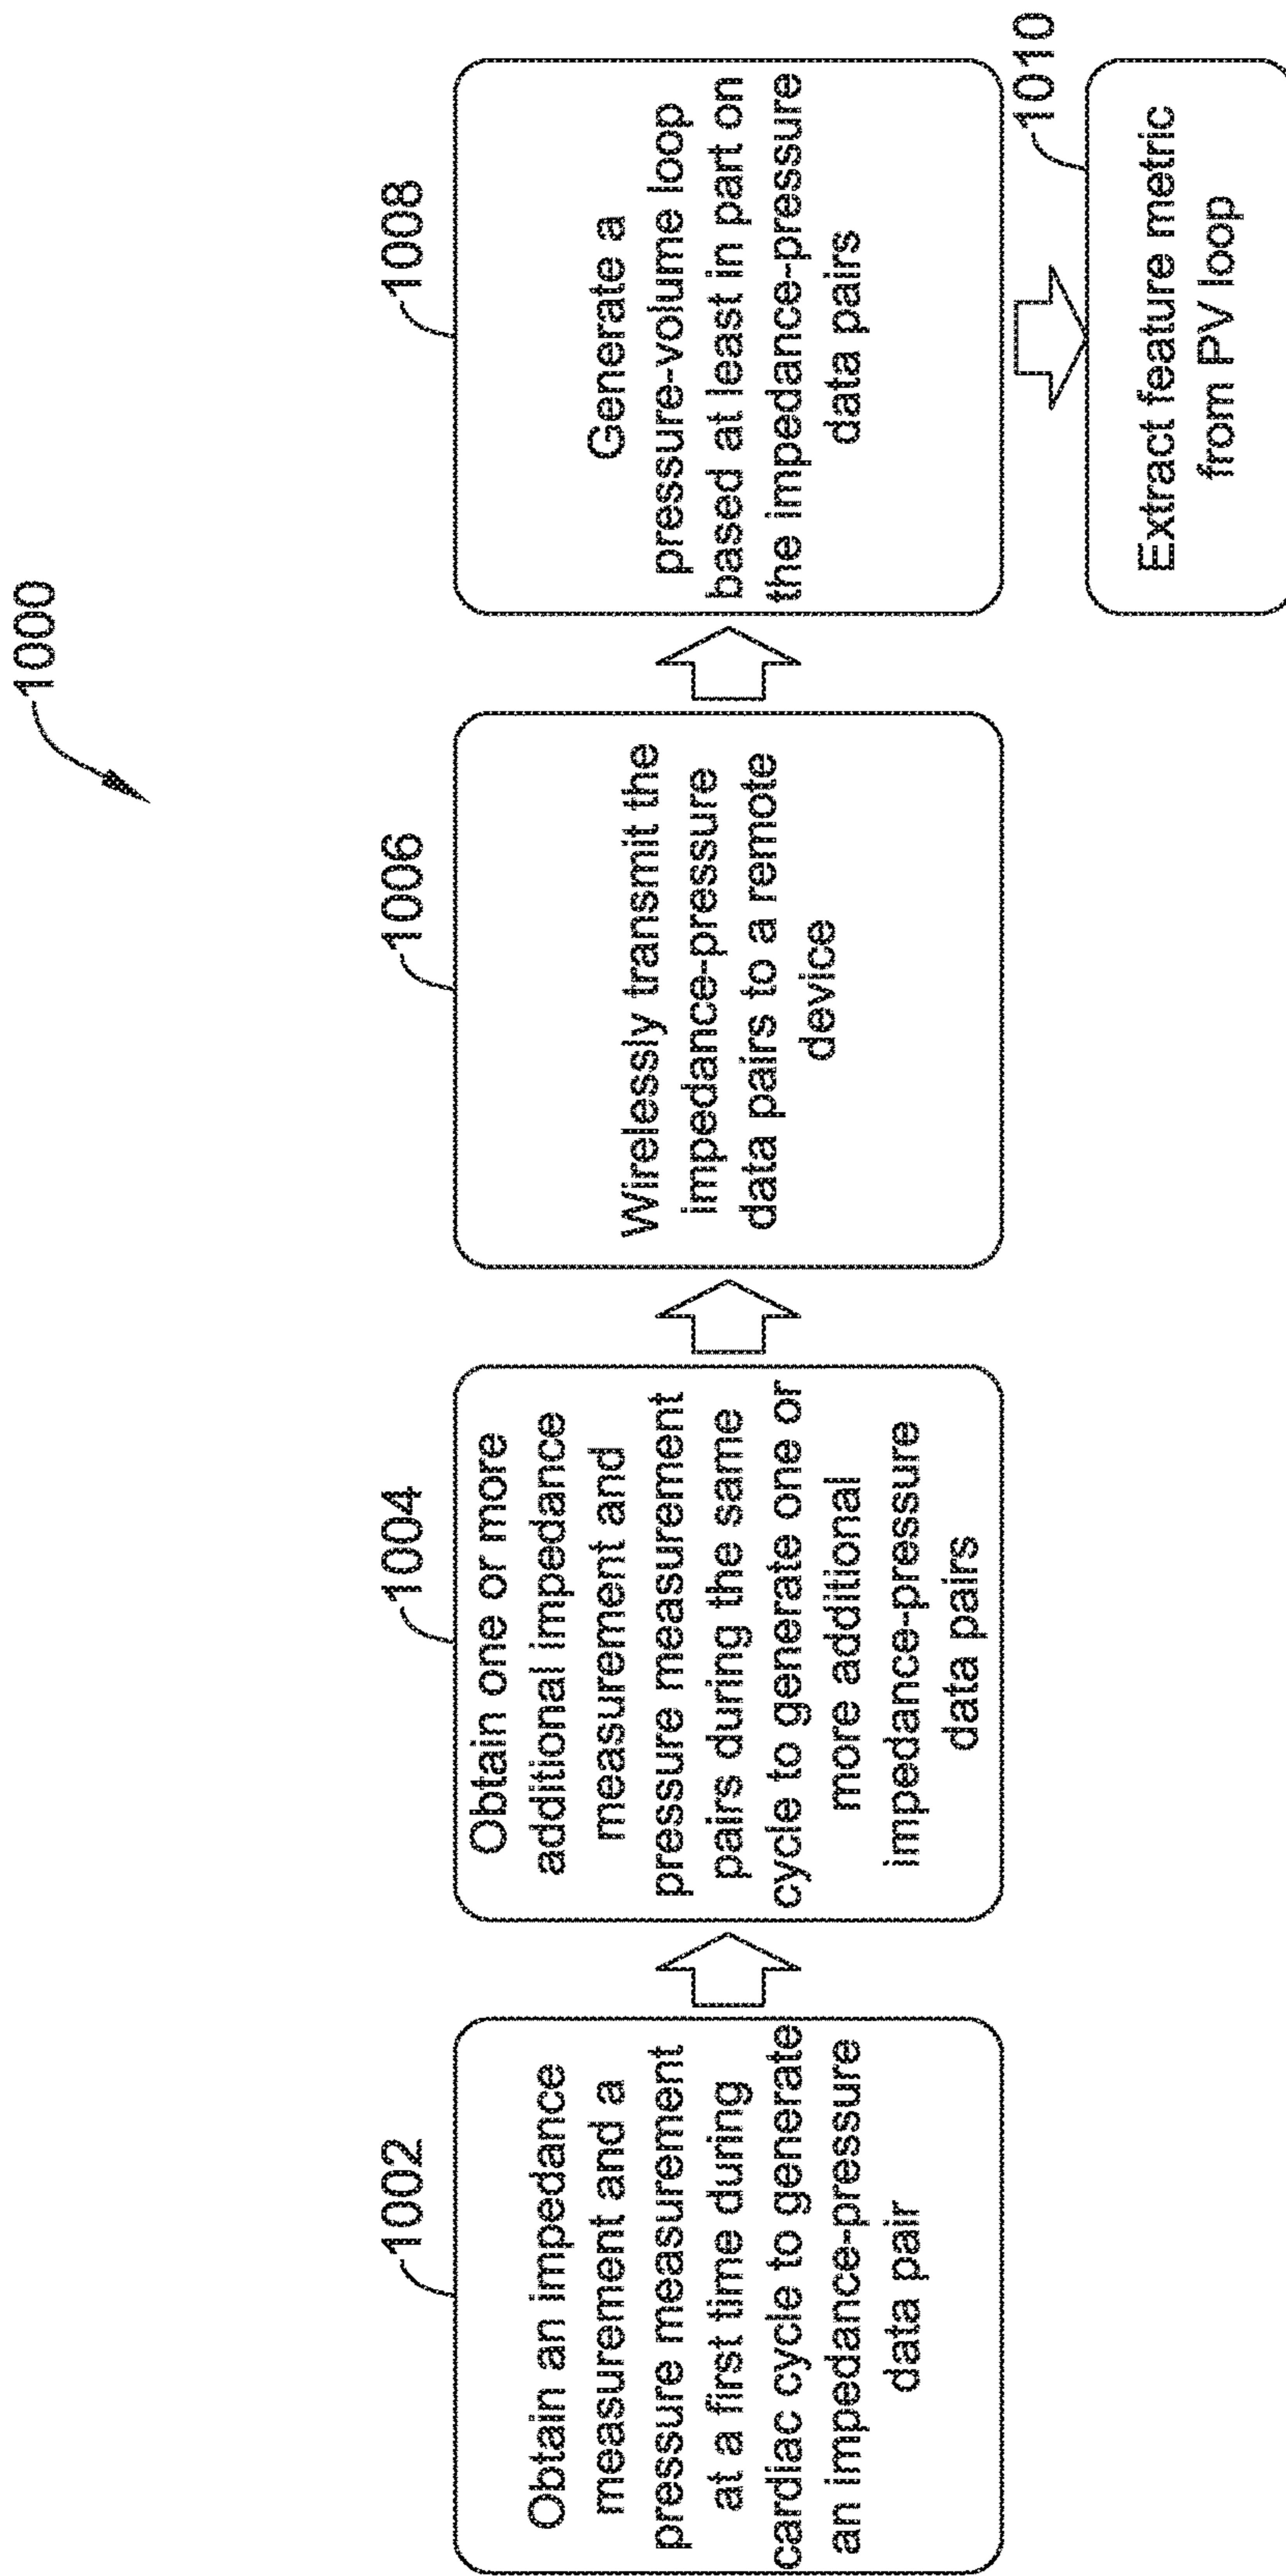 1000
1002
Obtain an impedance
measurement and a
pressure measurement
at a first time during
cardiac cycle to generate
an impedance-pressure
data pair
1004
Obtain one or more
additional impedance
measurement and
pressure measurement
pairs during the same
cycle to generate one or
more additional
impedance-pressure
data pairs
1006
Wirelessly transmit the
impedance-pressure
data pairs to a remote
device
1008
Generate a
pressure-volume loop
based at least in part on
the impedance-pressure
data pairs
1010
Extract feature metric
from PV loop